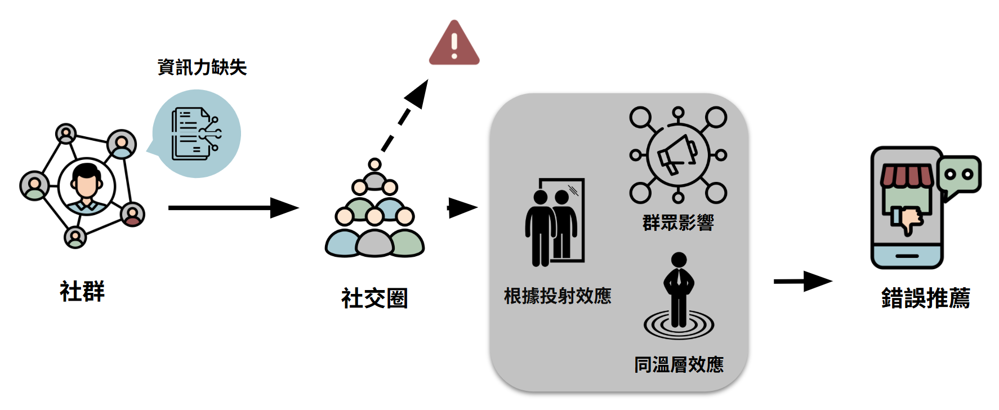 資訊力缺失
社群
社交圈
群眾影響
根據投射效應
同溫層效應
錯誤推薦